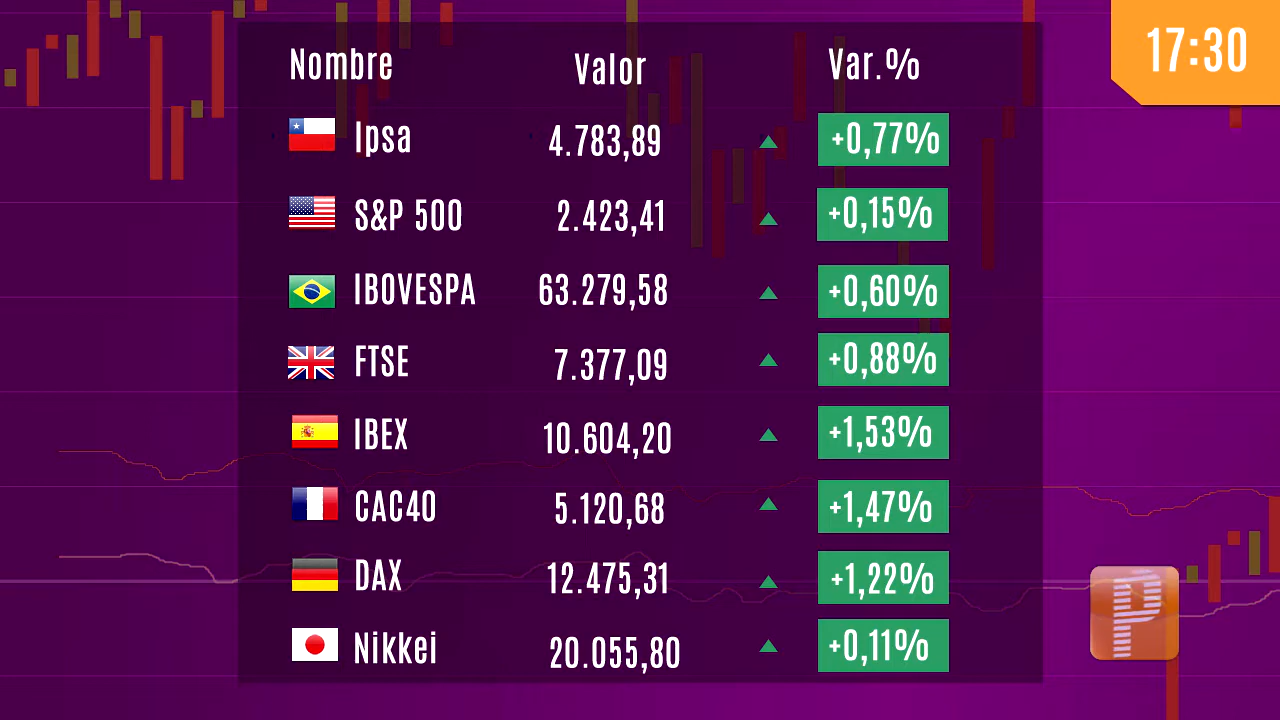 17:30
Nombre Valor Var.%
Ipsa 4.783,89 +0,77%
S&P 500 2.423,41 +0,15%
IBOVESPA 63.279,58 +0,60%
FTSE 7.377,09 +0,88%
IBEX 10.604,20 +1,53%
CAC40 5.120,68 +1,47%
DAX 12.475,31 +1,22%
Nikkei 20.055,80 +0,11%
P